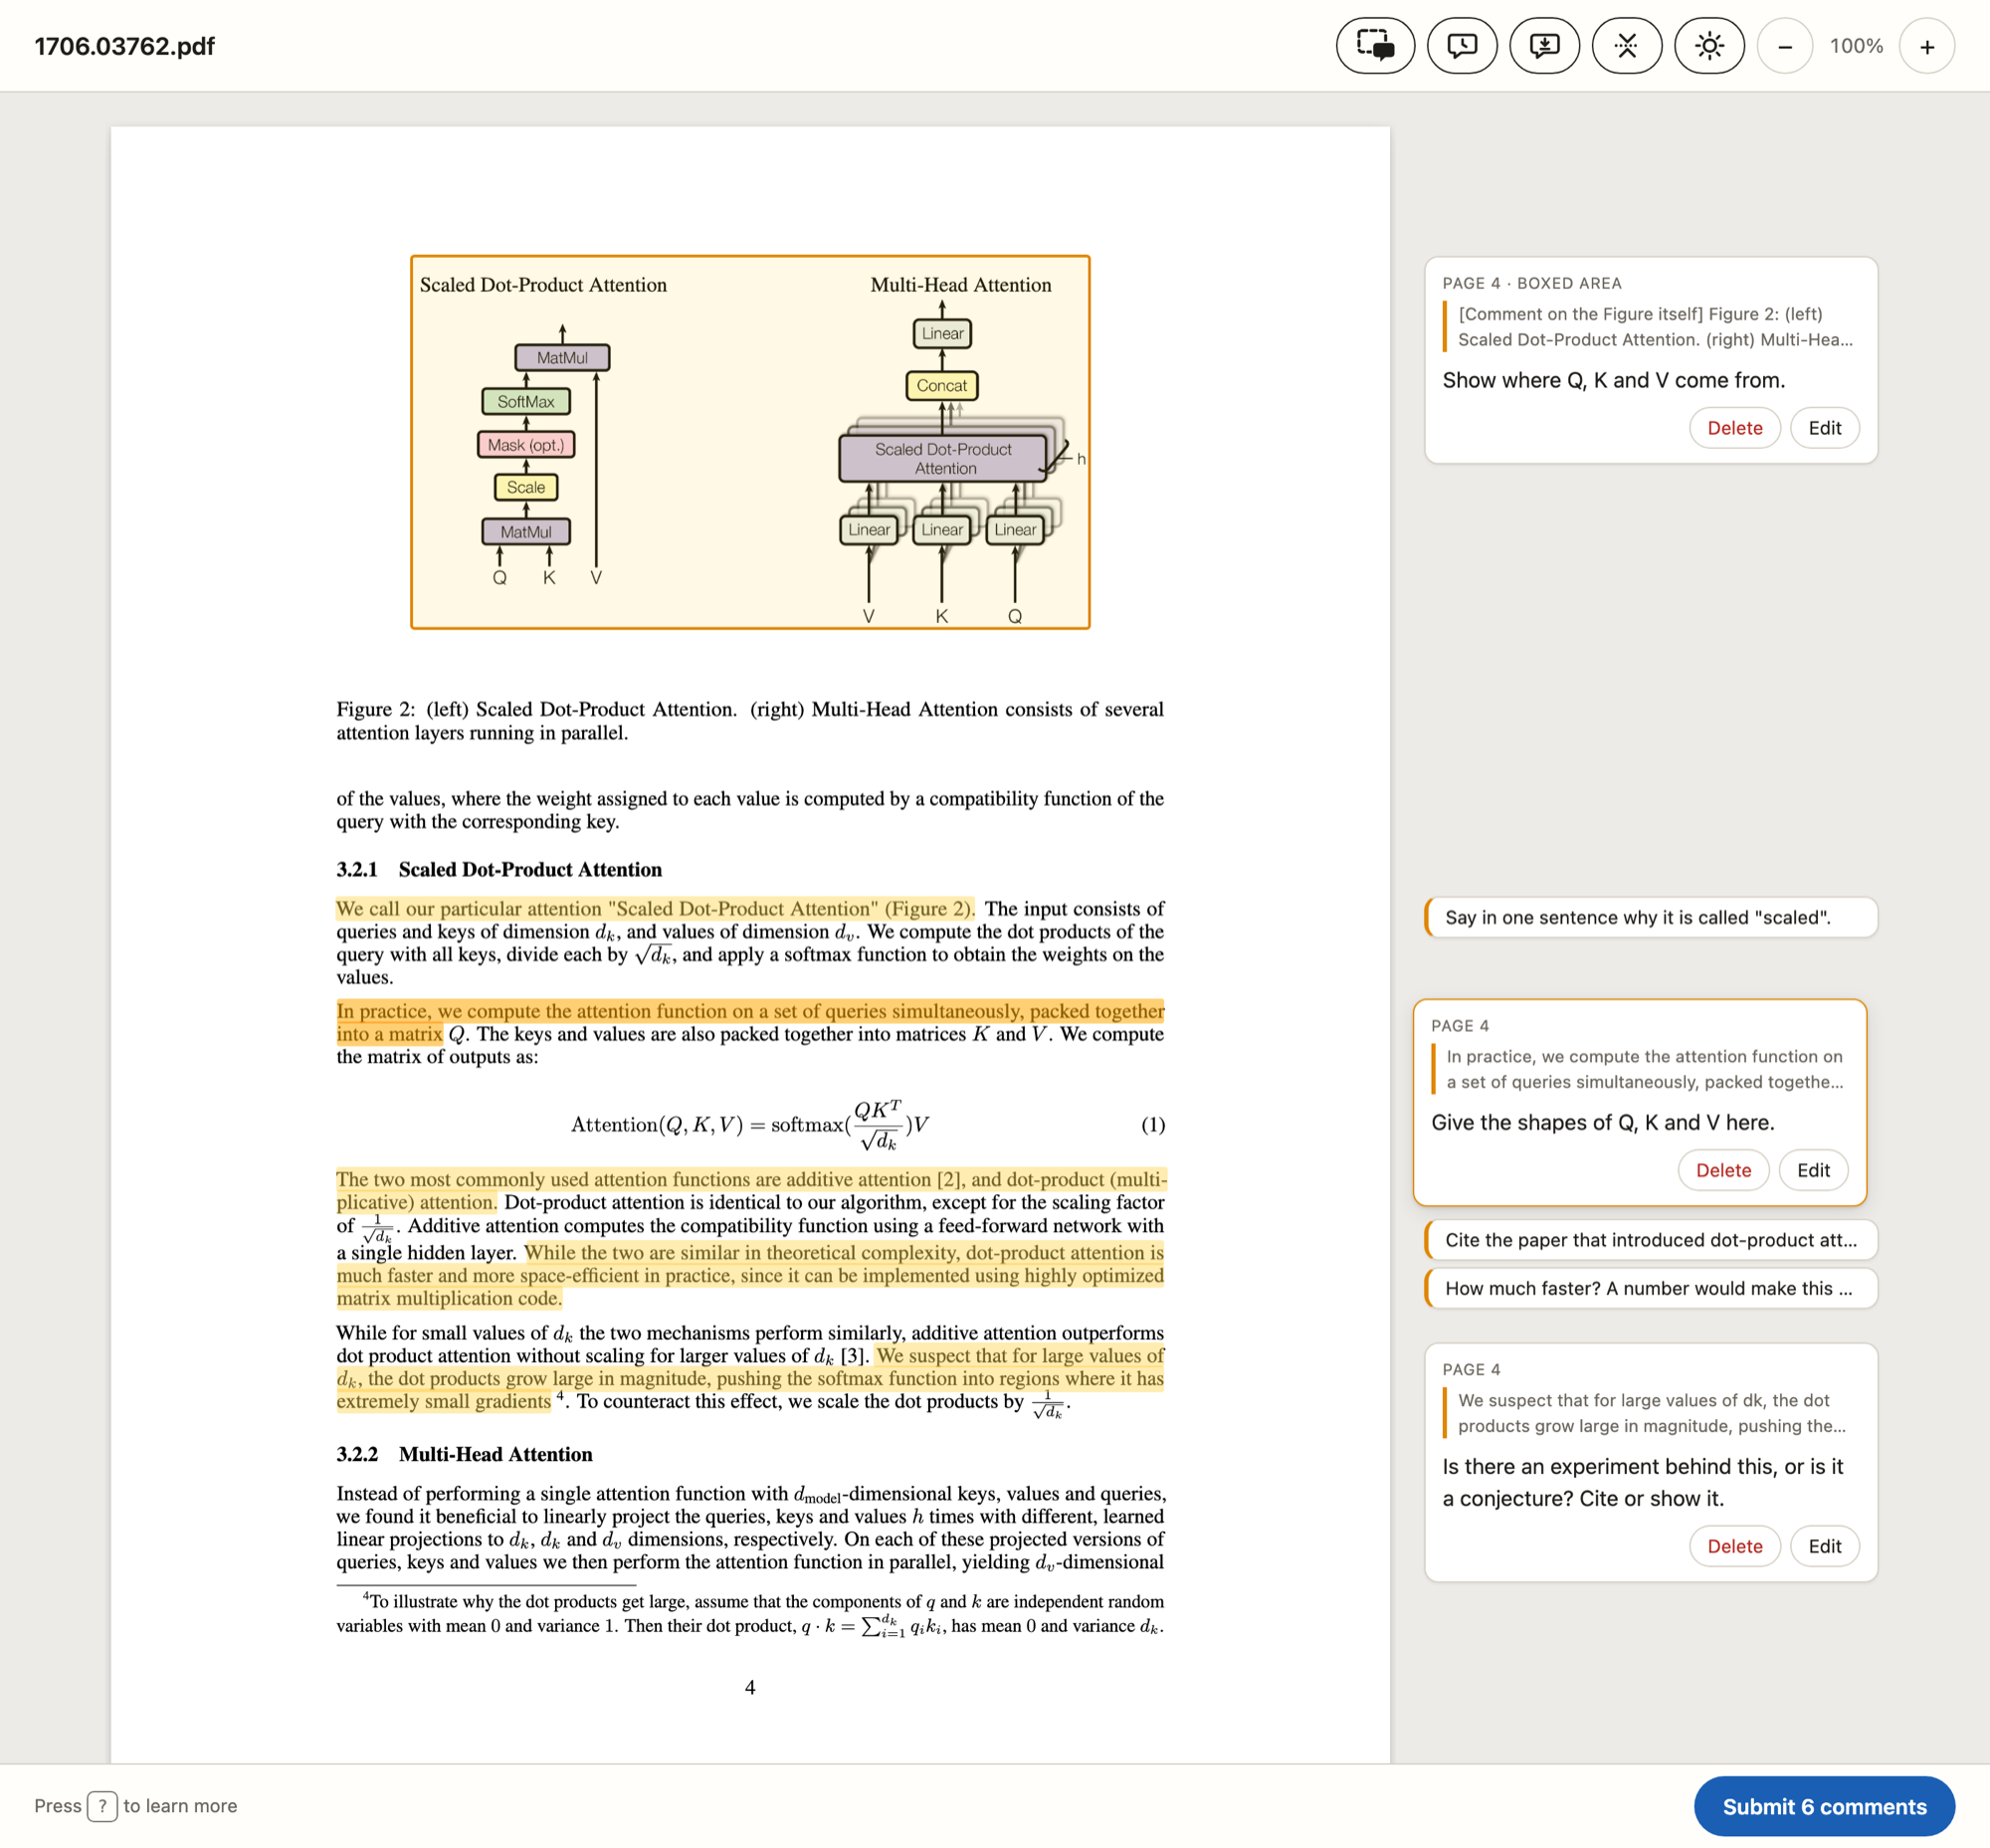 1706.03762.pdf
100%
Scaled Dot-Product Attention
MatMul
SoftMax
Mask (opt.)
Scale
MatMul
Q K V
Multi-Head Attention
Linear
Concat
Scaled Dot-Product
Attention
h
Linear Linear Linear
V K Q
Figure 2: (left) Scaled Dot-Product Attention. (right) Multi-Head Attention consists of several
attention layers running in parallel.
of the values, where the weight assigned to each value is computed by a compatibility function of the
query with the corresponding key.
3.2.1 Scaled Dot-Product Attention
We call our particular attention "Scaled Dot-Product Attention" (Figure 2). The input consists of
queries and keys of dimension dₖ, and values of dimension dᵥ. We compute the dot products of the
query with all keys, divide each by √dₖ, and apply a softmax function to obtain the weights on the
values.
In practice, we compute the attention function on a set of queries simultaneously, packed together
into a matrix Q. The keys and values are also packed together into matrices K and V. We compute
the matrix of outputs as:
Attention(Q, K, V) = softmax(QKᵀ/√dₖ)V (1)
The two most commonly used attention functions are additive attention [2], and dot-product (multi-
plicative) attention. Dot-product attention is identical to our algorithm, except for the scaling factor
of 1/√dₖ. Additive attention computes the compatibility function using a feed-forward network with
a single hidden layer. While the two are similar in theoretical complexity, dot-product attention is
much faster and more space-efficient in practice, since it can be implemented using highly optimized
matrix multiplication code.
While for small values of dₖ the two mechanisms perform similarly, additive attention outperforms
dot product attention without scaling for larger values of dₖ [3]. We suspect that for large values of
dₖ, the dot products grow large in magnitude, pushing the softmax function into regions where it has
extremely small gradients ⁴. To counteract this effect, we scale the dot products by 1/√dₖ.
3.2.2 Multi-Head Attention
Instead of performing a single attention function with d_model-dimensional keys, values and queries,
we found it beneficial to linearly project the queries, keys and values h times with different, learned
linear projections to dₖ, dₖ and dᵥ dimensions, respectively. On each of these projected versions of
queries, keys and values we then perform the attention function in parallel, yielding dᵥ-dimensional
⁴To illustrate why the dot products get large, assume that the components of q and k are independent random
variables with mean 0 and variance 1. Then their dot product, q · k = ∑ᵢ₌₁^dₖ qᵢkᵢ, has mean 0 and variance dₖ.
4
PAGE 4 · BOXED AREA
[Comment on the Figure itself] Figure 2: (left)
Scaled Dot-Product Attention. (right) Multi-Hea...
Show where Q, K and V come from.
Delete Edit
Say in one sentence why it is called "scaled".
PAGE 4
In practice, we compute the attention function on
a set of queries simultaneously, packed togethe...
Give the shapes of Q, K and V here.
Delete Edit
Cite the paper that introduced dot-product att...
How much faster? A number would make this ...
PAGE 4
We suspect that for large values of dk, the dot
products grow large in magnitude, pushing the...
Is there an experiment behind this, or is it
a conjecture? Cite or show it.
Delete Edit
Press ? to learn more
Submit 6 comments